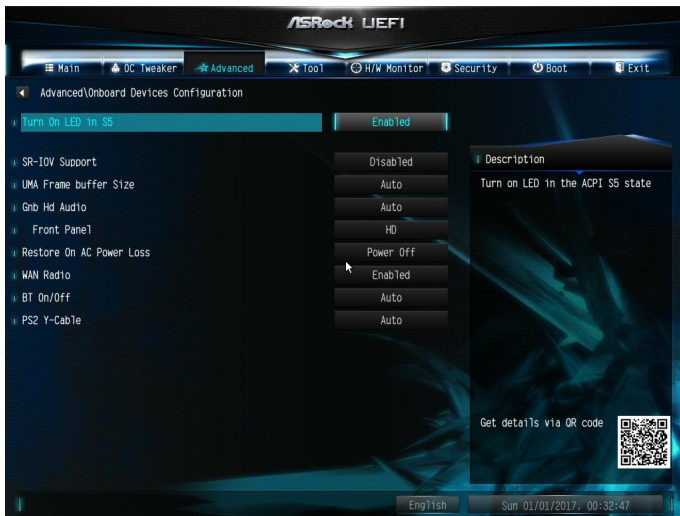 ASRock UEFI
Main OC Tweaker Advanced Tool H/W Monitor Security Boot Exit
Advanced\Onboard Devices Configuration
Turn On LED in S5 Enabled
SR-IOV Support Disabled
UMA Frame buffer Size Auto
Gnb Hd Audio Auto
Front Panel HD
Restore On AC Power Loss Power Off
WAN Radio Enabled
BT On/Off Auto
PS2 Y-Cable Auto
Description
Turn on LED in the ACPI S5 state
Get details via QR code
English Sun 01/01/2017. 00:32:47